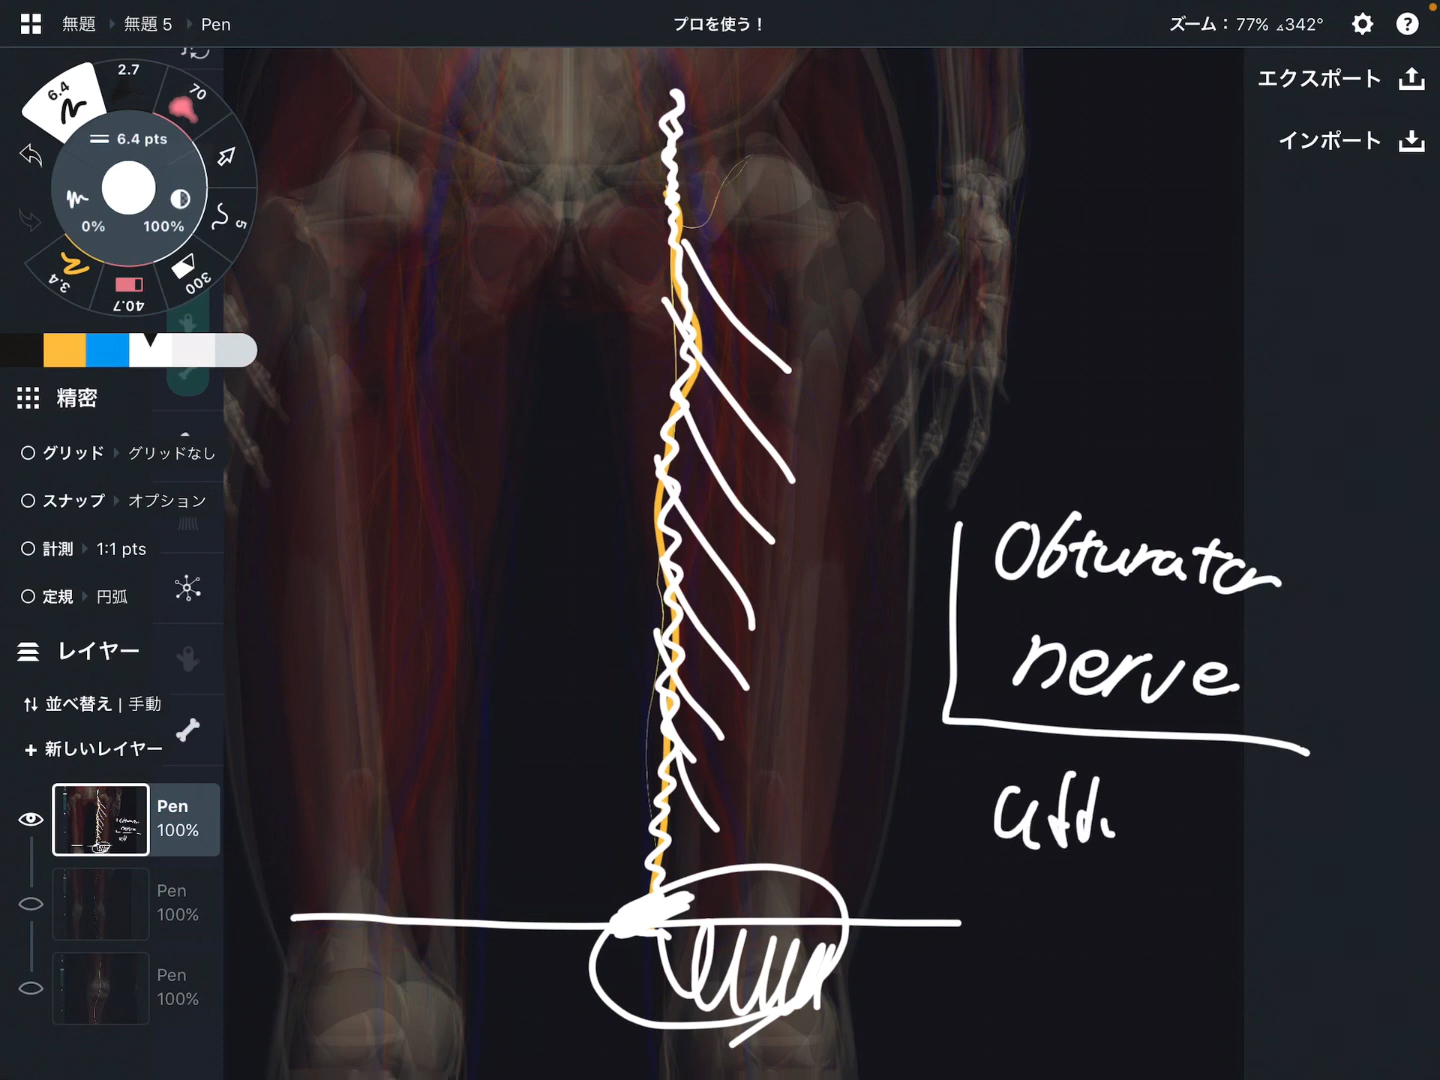 無題 無題 5 Pen
プロを使う！
ズーム： 77% ⊿342°
エクスポート
インポート
2.7
6.4
70
6.4 pts
0% 100%
5
3.4
40.7
300
精密
グリッド グリッドなし
スナップ オプション
計測 1:1 pts
定規 円弧
レイヤー
並べ替え | 手動
+ 新しいレイヤー
Pen
100%
Pen
100%
Pen
100%
Obturator
nerve